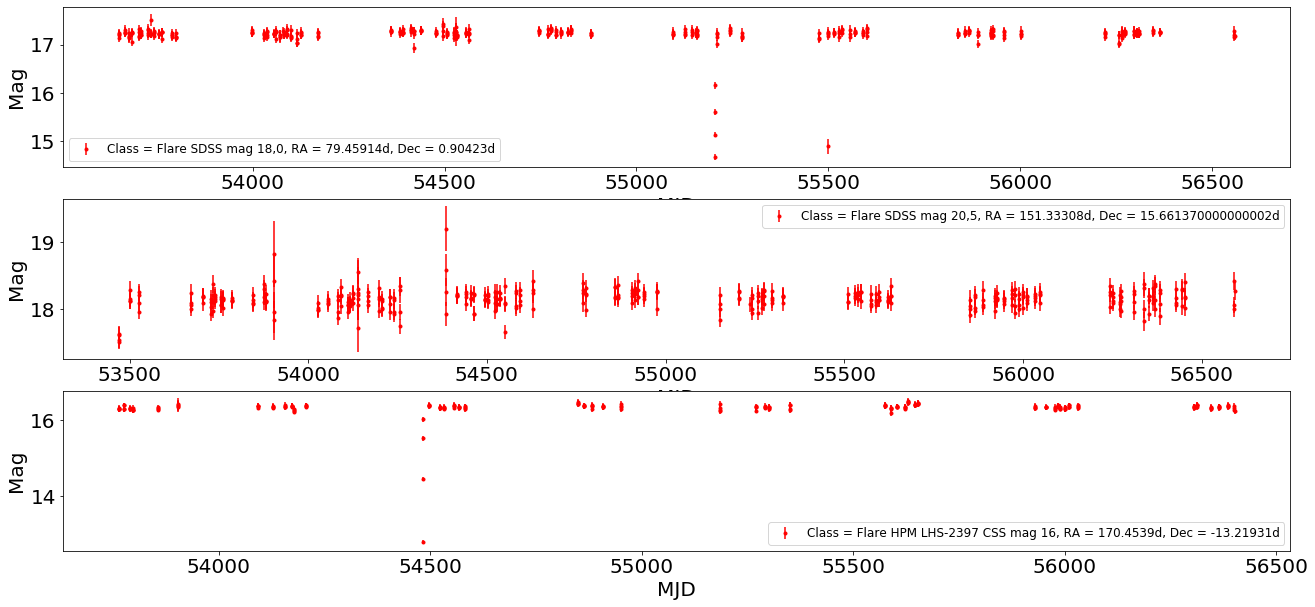 17
16
15
Mag
Class = Flare SDSS mag 18,0, RA = 79.45914d, Dec = 0.90423d
54000 54500 55000 55500 56000 56500
MJD
19
18
Mag
Class = Flare SDSS mag 20,5, RA = 151.33308d, Dec = 15.661370000000002d
53500 54000 54500 55000 55500 56000 56500
MJD
16
14
Mag
Class = Flare HPM LHS-2397 CSS mag 16, RA = 170.4539d, Dec = -13.21931d
54000 54500 55000 55500 56000 56500
MJD